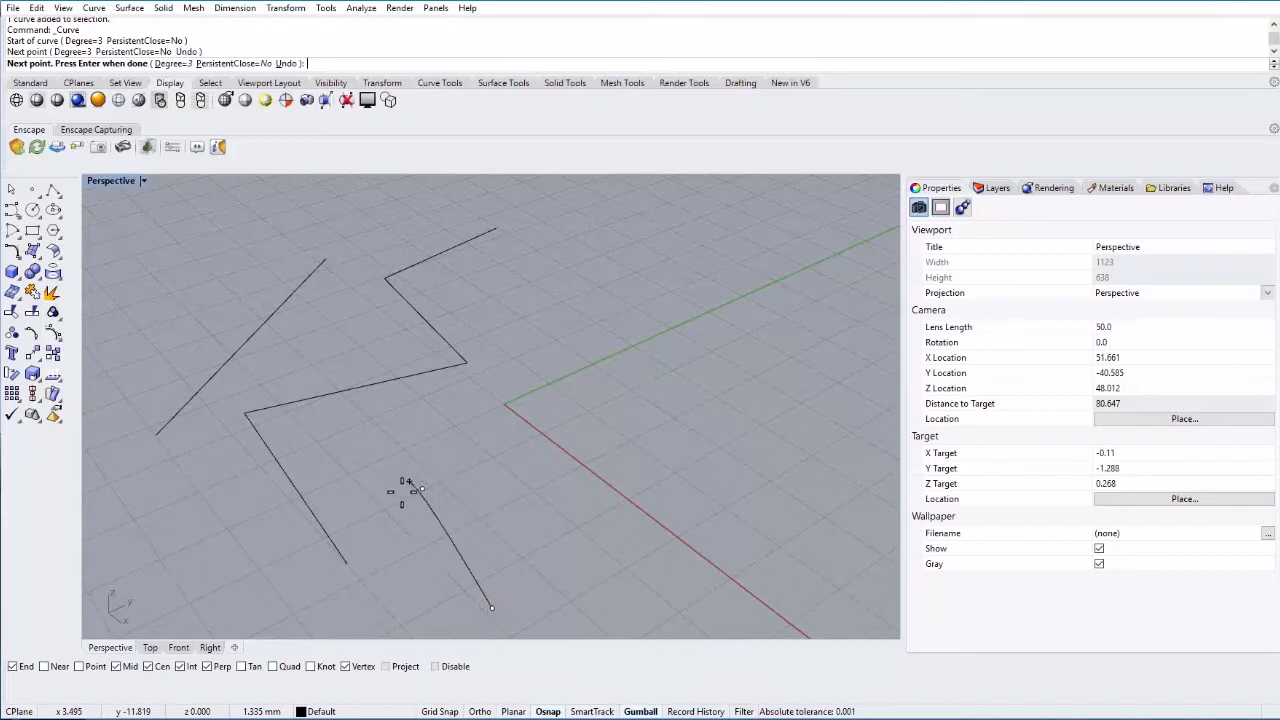 File Edit View Curve Surface Solid Mesh Dimension Transform Tools Analyze Render Panels Help
1 curve added to selection.
Command: _Curve
Start of curve ( Degree=3 PersistentClose=No )
Next point ( Degree=3 PersistentClose=No Undo )
Next point. Press Enter when done ( Degree=3 PersistentClose=No Undo ):
Standard CPlanes Set View Display Select Viewport Layout Visibility Transform Curve Tools Surface Tools Solid Tools Mesh Tools Render Tools Drafting New in V6
Enscape Enscape Capturing
Perspective
Properties Layers Rendering Materials Libraries Help
Viewport
Title Perspective
Width 1123
Height 638
Projection Perspective
Camera
Lens Length 50.0
Rotation 0.0
X Location 51.661
Y Location -40.585
Z Location 48.012
Distance to Target 80.647
Location Place...
Target
X Target -0.11
Y Target -1.288
Z Target 0.268
Location Place...
Wallpaper
Filename (none) ...
Show
Gray
z
y
x
Perspective Top Front Right
End Near Point Mid Cen Int Perp Tan Quad Knot Vertex Project Disable
CPlane x 3.495 y -11.819 z 0.000 1.335 mm Default Grid Snap Ortho Planar Osnap SmartTrack Gumball Record History Filter Absolute tolerance: 0.001